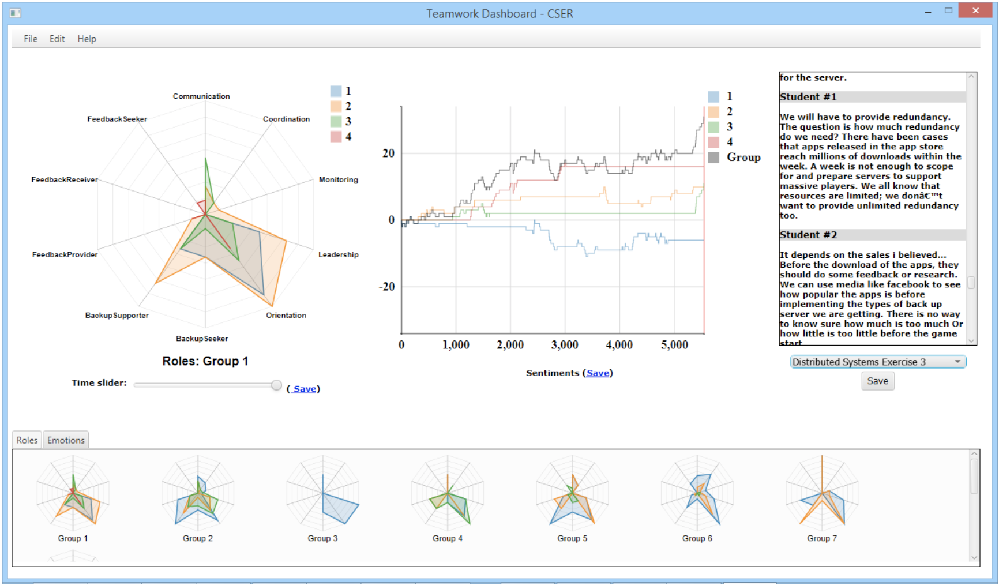 Teamwork Dashboard - CSER
File Edit Help
Communication
FeedbackSeeker
Coordination
FeedbackReceiver
Monitoring
FeedbackProvider
Leadership
BackupSupporter
Orientation
BackupSeeker
1
2
3
4
Roles: Group 1
Time slider:
( Save)
20
0
-20
0 1,000 2,000 3,000 4,000 5,000
1
2
3
4
Group
Sentiments (Save)
for the server.
Student #1
We will have to provide redundancy.
The question is how much redundancy
do we need? There have been cases
that apps released in the app store
reach millions of downloads within the
week. A week is not enough to scope
for and prepare servers to support
massive players. We all know that
resources are limited; we donâ€™t
want to provide unlimited redundancy
too.
Student #2
It depends on the sales i believed...
Before the download of the apps, they
should do some feedback or research.
We can use media like facebook to see
how popular the apps is before
implementing the types of back up
server we are getting. There is no way
to know sure how much is too much Or
how little is too little before the game
start
Distributed Systems Exercise 3
Save
Roles Emotions
Group 1 Group 2 Group 3 Group 4 Group 5 Group 6 Group 7